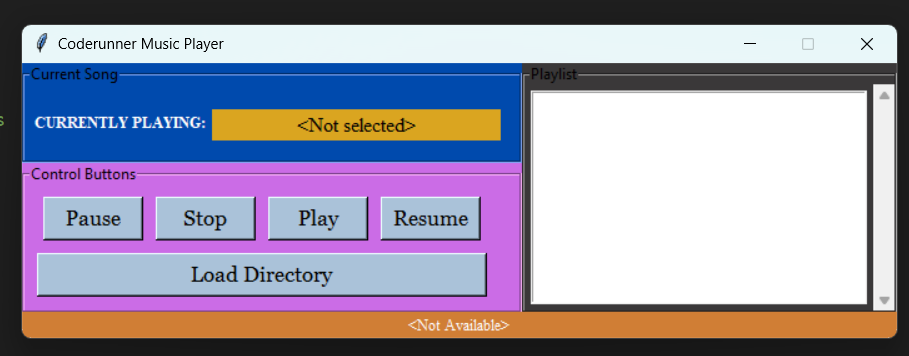 Coderunner Music Player
Current Song
CURRENTLY PLAYING: <Not selected>
Control Buttons
Pause Stop Play Resume
Load Directory
Playlist
<Not Available>
s